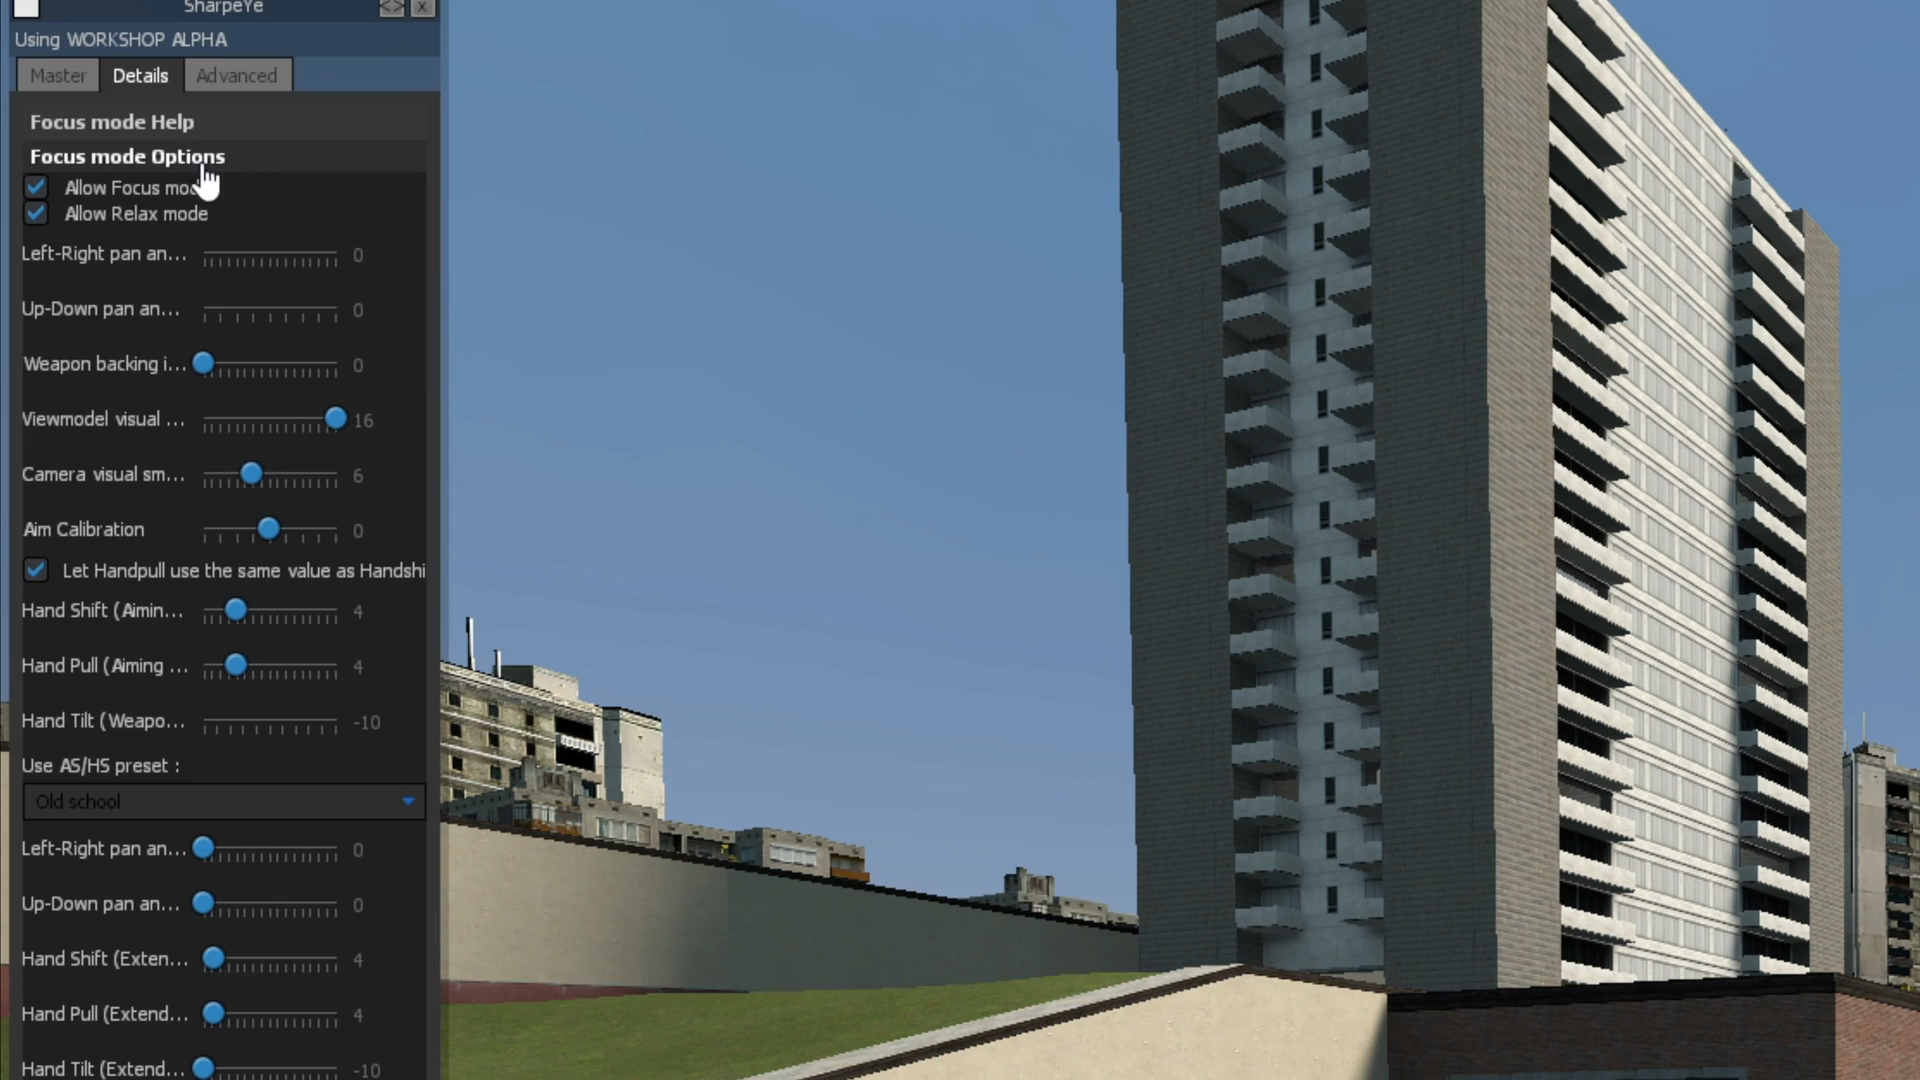 SharpeYe
<> x
Using WORKSHOP ALPHA
Master Details Advanced
Focus mode Help
Focus mode Options
Allow Focus mo
Allow Relax mode
Left-Right pan an... 0
Up-Down pan an... 0
Weapon backing i... 0
Viewmodel visual ... 16
Camera visual sm... 6
Aim Calibration 0
Let Handpull use the same value as Handshi
Hand Shift (Aimin... 4
Hand Pull (Aiming ... 4
Hand Tilt (Weapo... -10
Use AS/HS preset :
Old school
Left-Right pan an... 0
Up-Down pan an... 0
Hand Shift (Exten... 4
Hand Pull (Extend... 4
Hand Tilt (Extend... -10